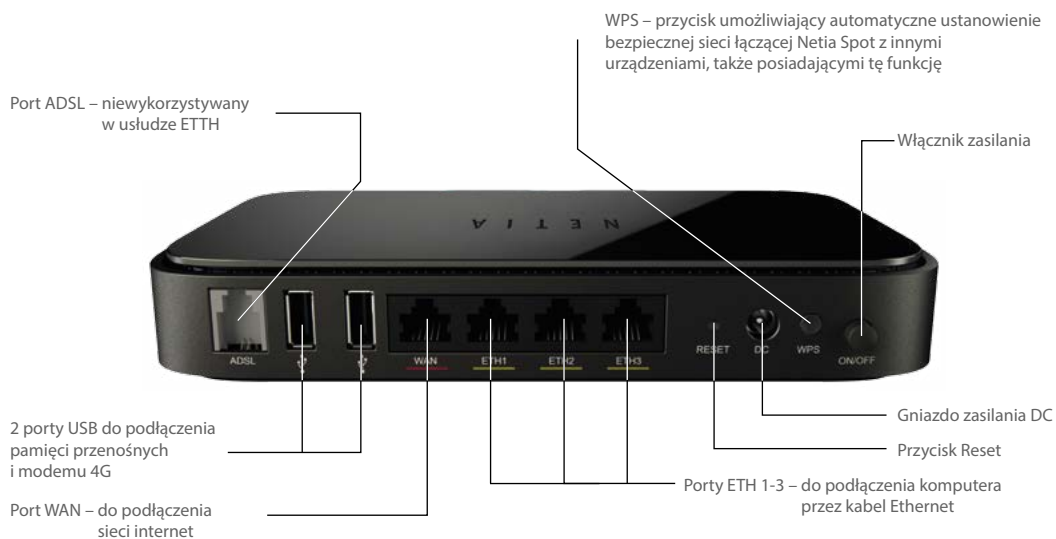 WPS – przycisk umożliwiający automatyczne ustanowienie
bezpiecznej sieci łączącej Netia Spot z innymi
urządzeniami, także posiadającymi tę funkcję
Port ADSL – niewykorzystywany
w usłudze ETTH
Włącznik zasilania
NETIA
ADSL
WAN
ETH1
ETH2
ETH3
RESET
DC
WPS
ON/OFF
2 porty USB do podłączenia
pamięci przenośnych
i modemu 4G
Gniazdo zasilania DC
Przycisk Reset
Porty ETH 1-3 – do podłączenia komputera
przez kabel Ethernet
Port WAN – do podłączenia
sieci internet